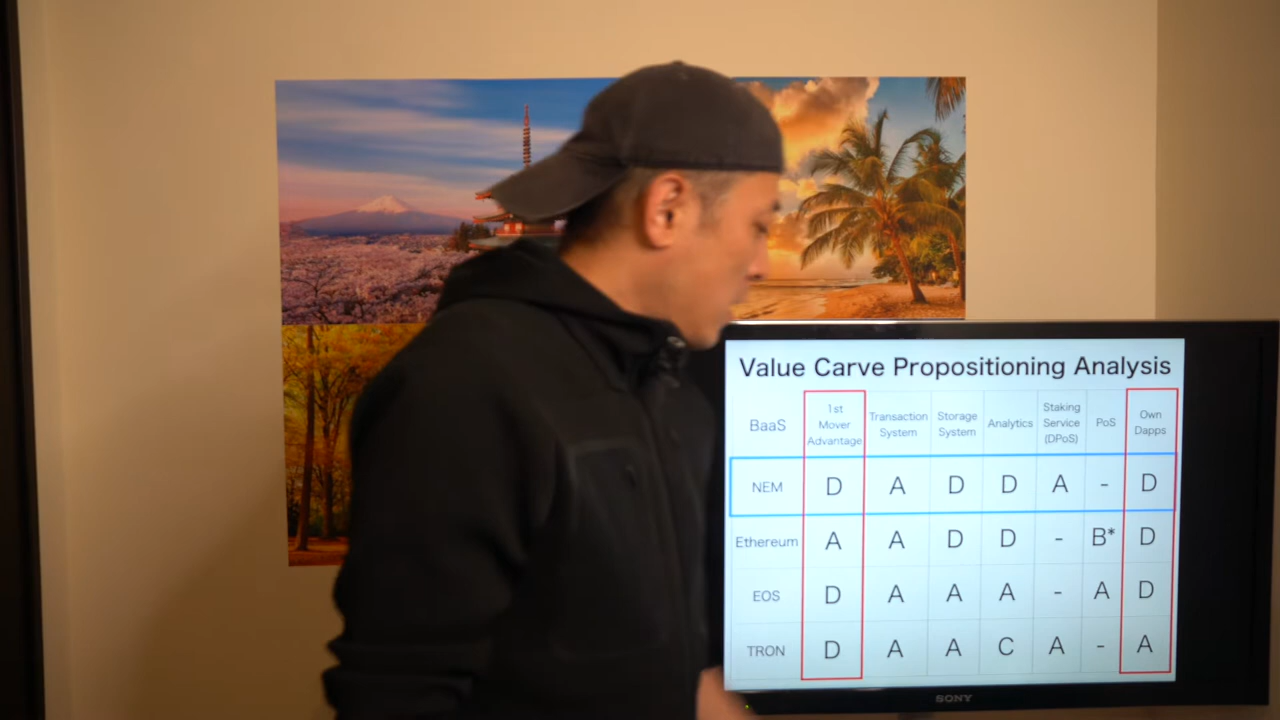 Value Carve Propositioning Analysis
BaaS 1st Mover Advantage Transaction System Storage System Analytics Staking Service (DPoS) PoS Own Dapps
NEM D A D D A - D
Ethereum A A D D - B* D
EOS D A A A - A D
TRON D A A C A - A
SONY